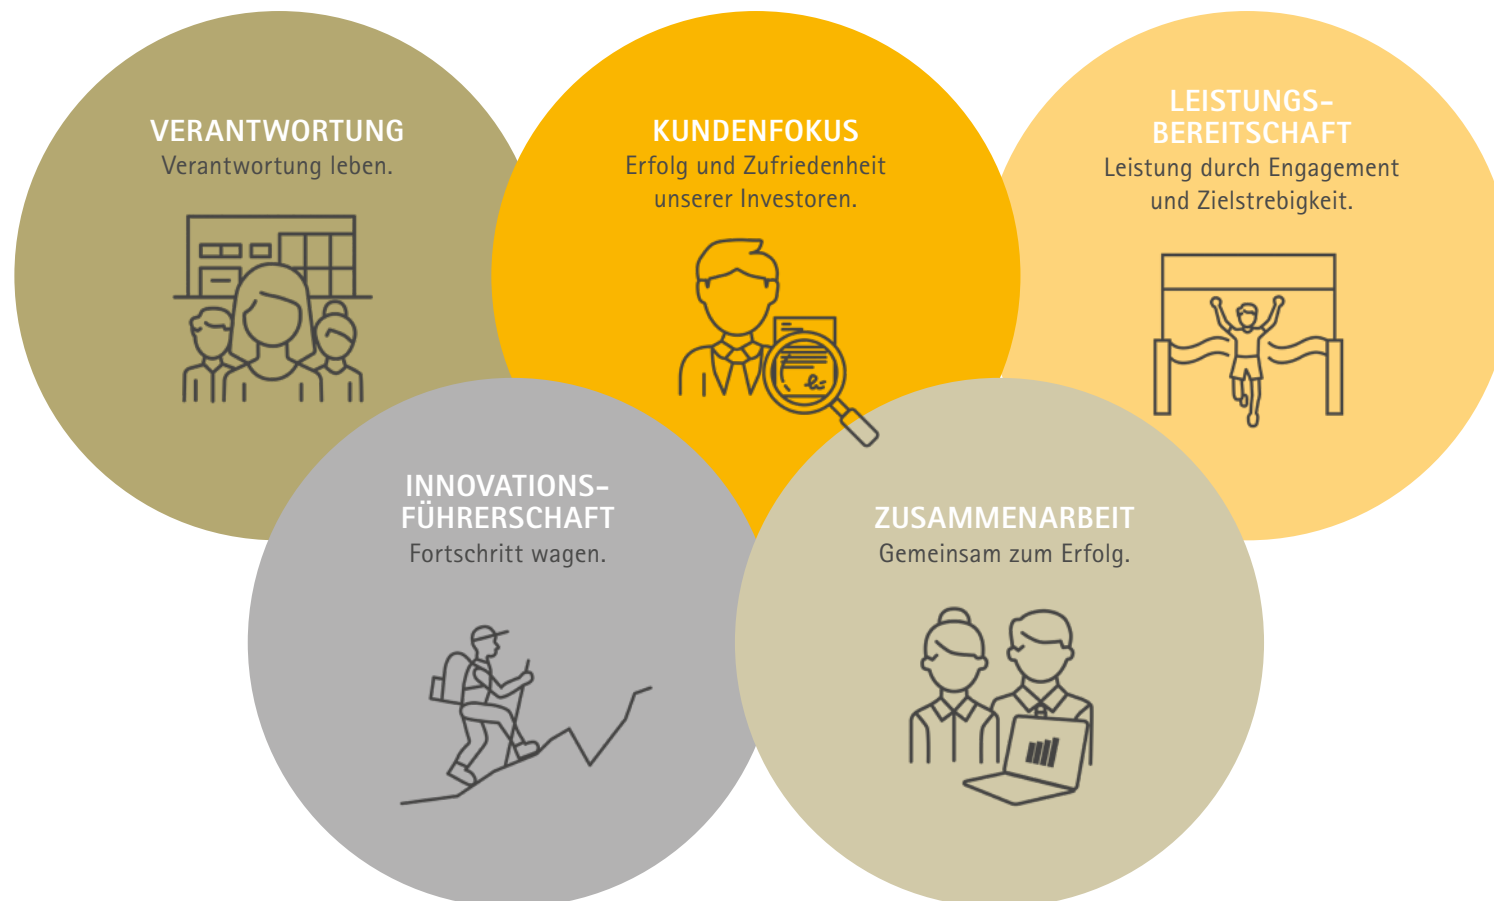 VERANTWORTUNG
Verantwortung leben.
KUNDENFOKUS
Erfolg und Zufriedenheit
unserer Investoren.
LEISTUNGS-
BEREITSCHAFT
Leistung durch Engagement
und Zielstrebigkeit.
INNOVATIONS-
FÜHRERSCHAFT
Fortschritt wagen.
ZUSAMMENARBEIT
Gemeinsam zum Erfolg.